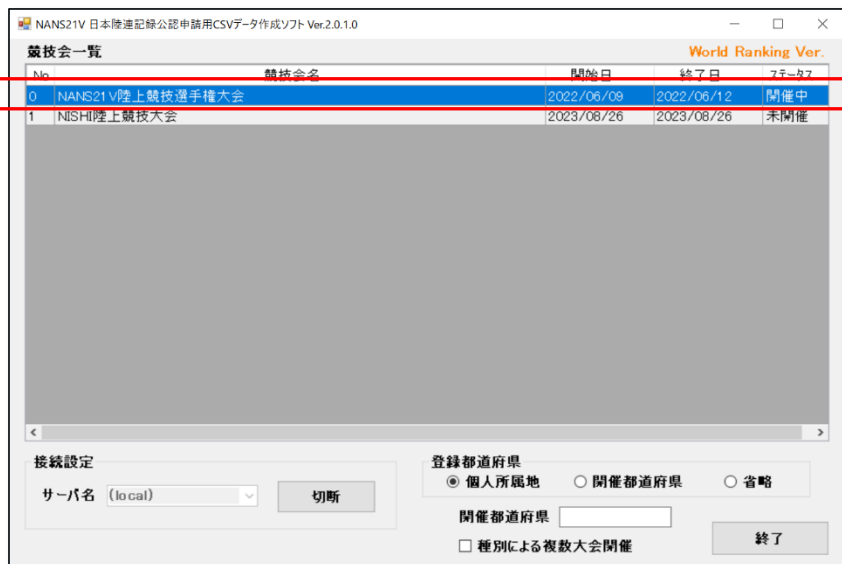 NANS21V 日本陸連記録公認申請用CSVデータ作成ソフト Ver.2.0.1.0
競技会一覧 World Ranking Ver.
No 競技会名 開始日 終了日 ステータス
0 NANS21V陸上競技選手権大会 2022/06/09 2022/06/12 開催中
1 NISHI陸上競技大会 2023/08/26 2023/08/26 未開催
接続設定
サーバ名 (local) 切断
登録都道府県
個人所属地 開催都道府県 省略
開催都道府県
種別による複数大会開催
終了